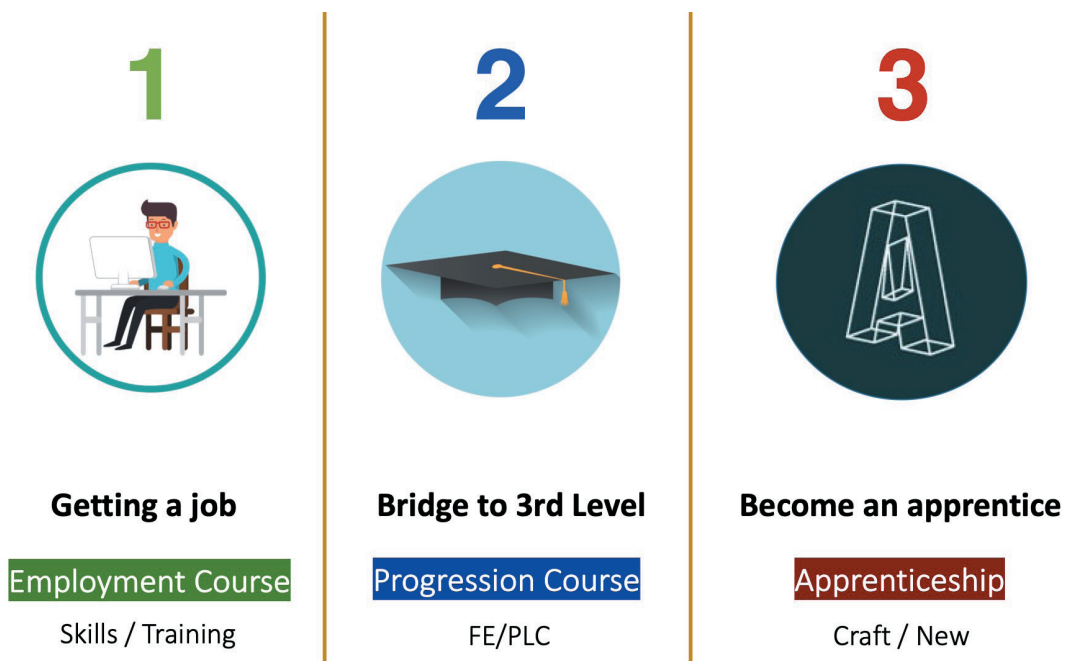 1
2
3
Getting a job
Bridge to 3rd Level
Become an apprentice
Employment Course
Progression Course
Apprenticeship
Skills / Training
FE/PLC
Craft / New